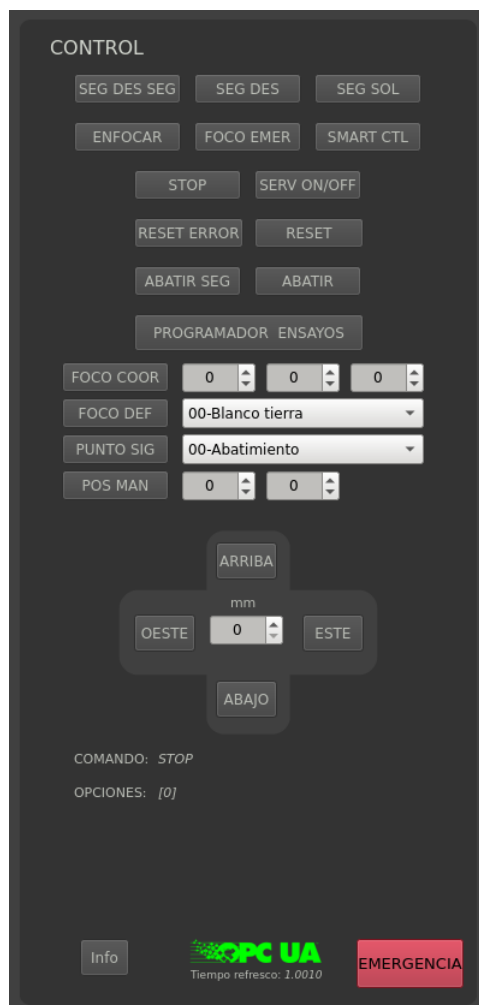 CONTROL
SEG DES SEG SEG DES SEG SOL
ENFOCAR FOCO EMER SMART CTL
STOP SERV ON/OFF
RESET ERROR RESET
ABATIR SEG ABATIR
PROGRAMADOR ENSAYOS
FOCO COOR 0 0 0
FOCO DEF 00-Blanco tierra
PUNTO SIG 00-Abatimiento
POS MAN 0 0
ARRIBA
mm
OESTE 0 ESTE
ABAJO
COMANDO: STOP
OPCIONES: [0]
Info OPC UA EMERGENCIA
Tiempo refresco: 1.0010